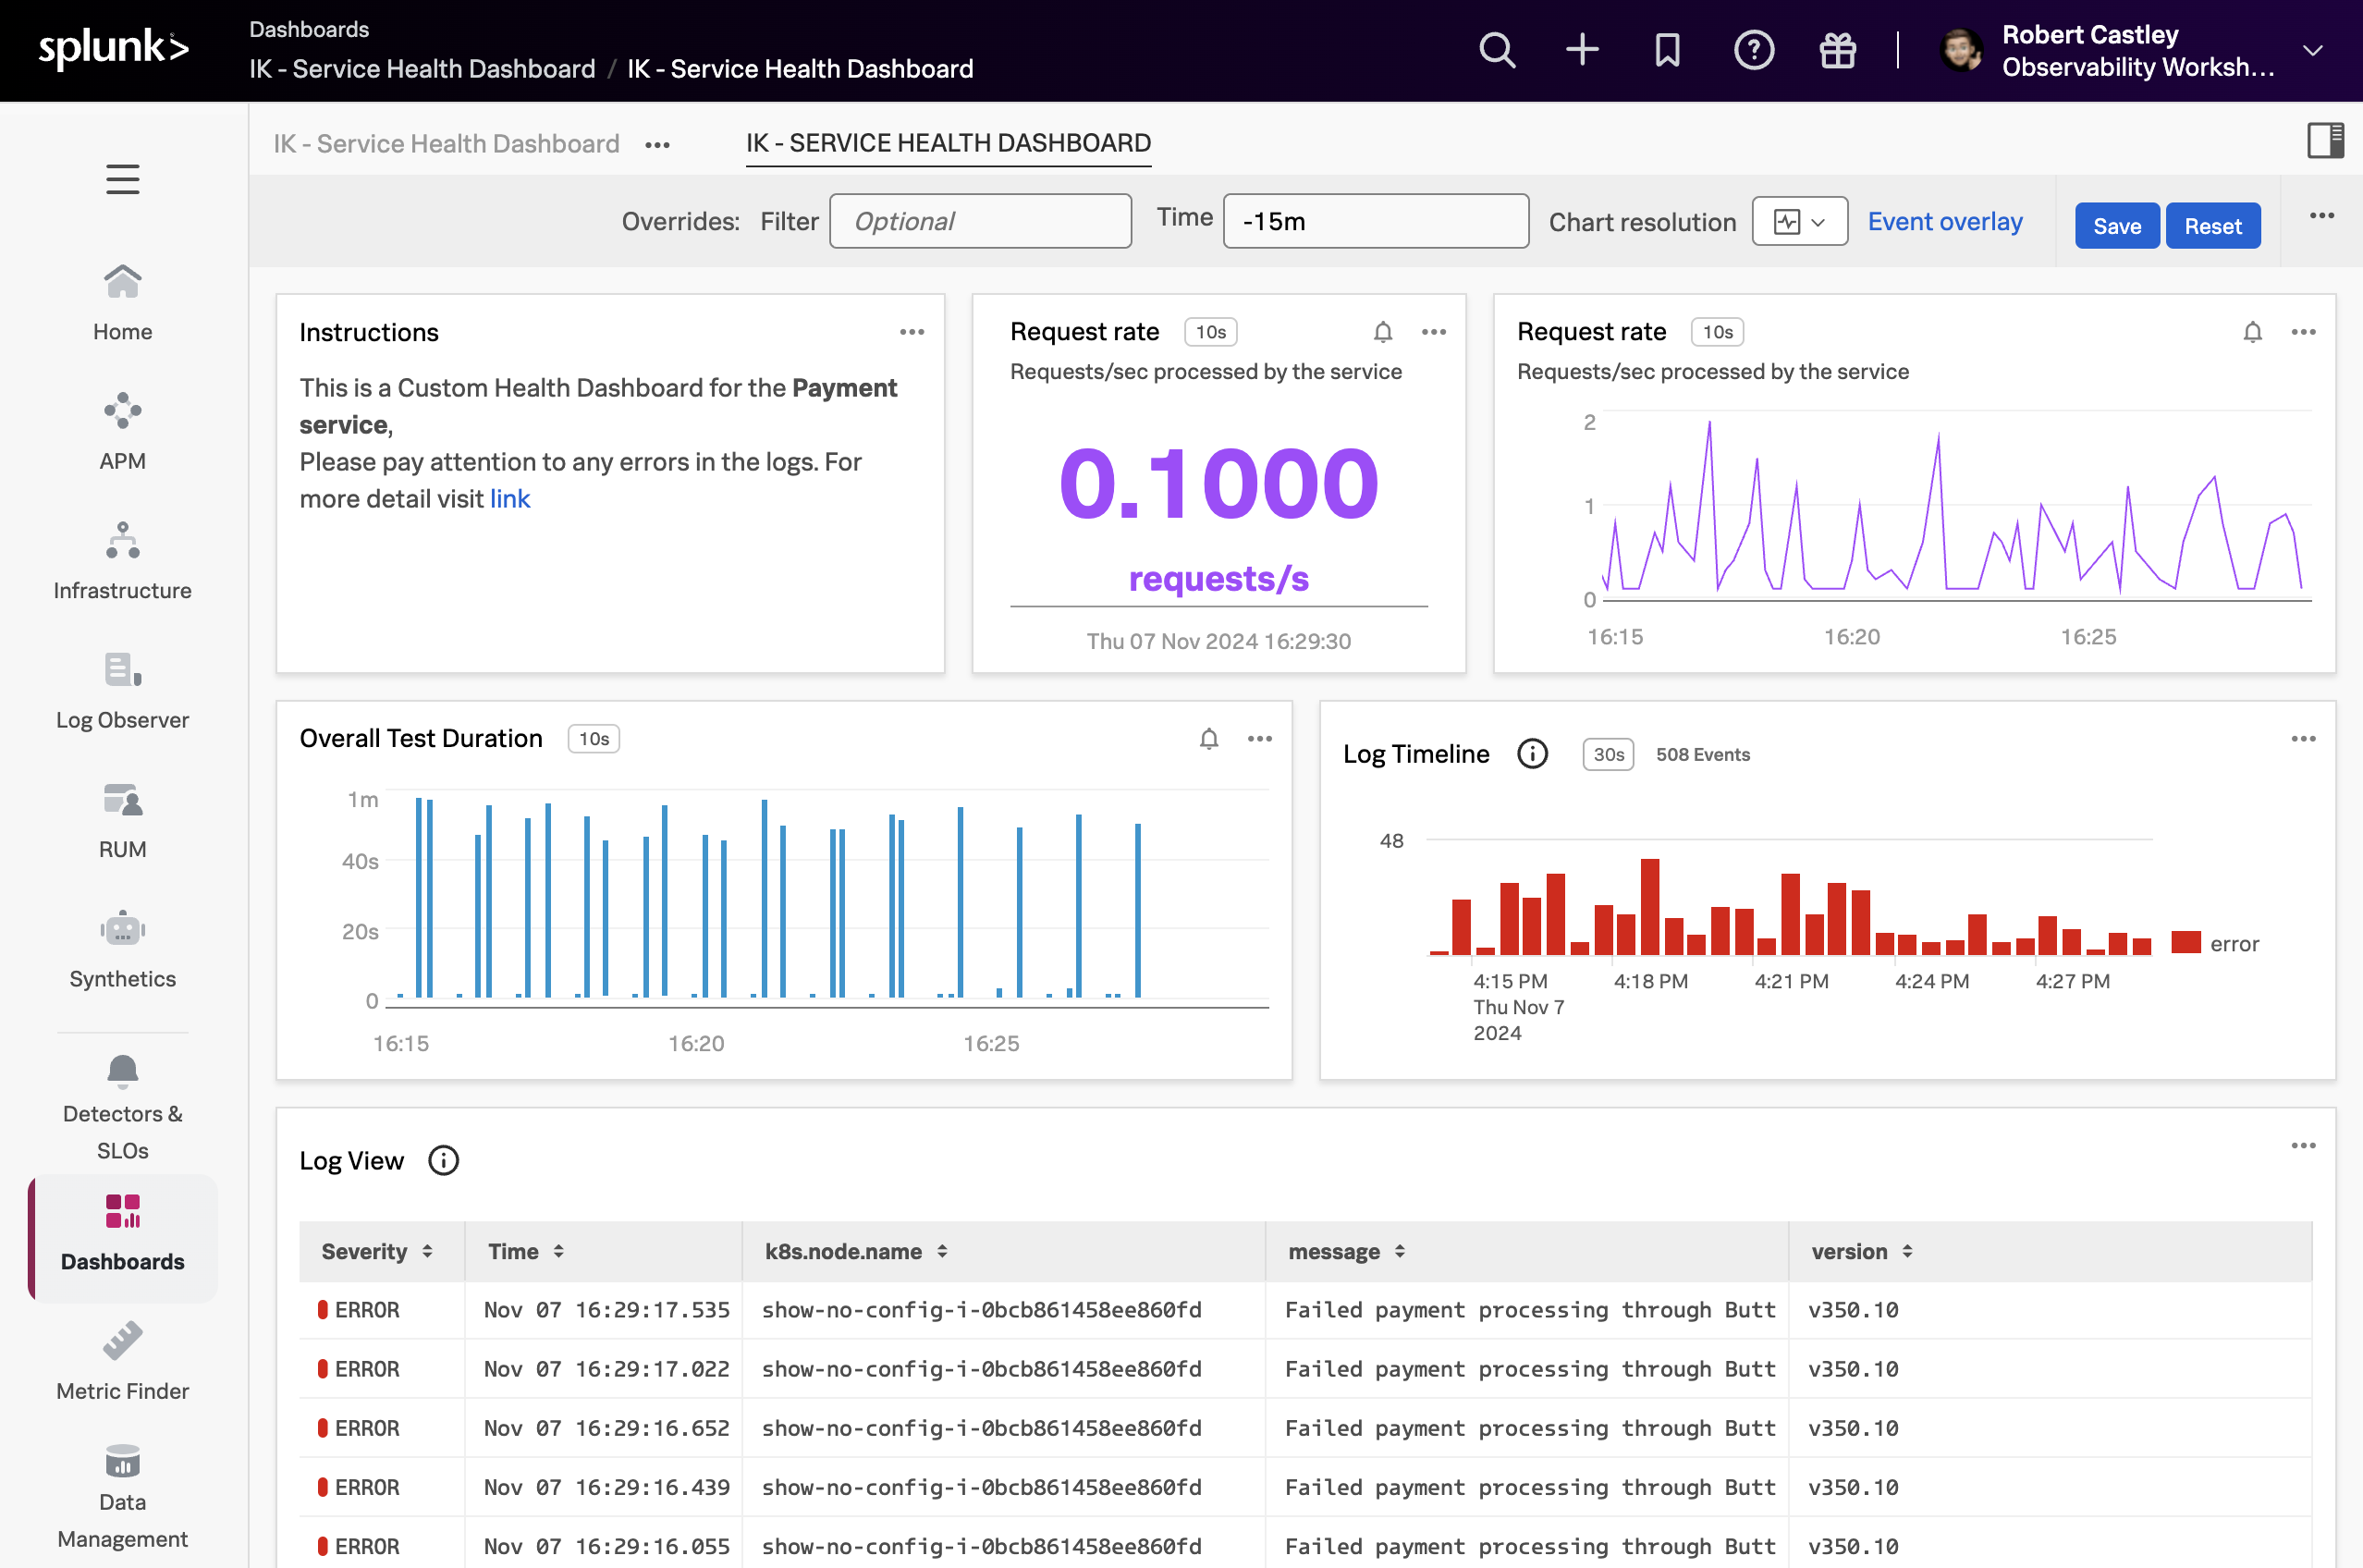 splunk>
Dashboards
IK - Service Health Dashboard / IK - Service Health Dashboard
Robert Castley
Observability Worksh...
IK - Service Health Dashboard ... IK - SERVICE HEALTH DASHBOARD
Overrides: Filter Optional Time -15m Chart resolution Event overlay Save Reset
Home
APM
Infrastructure
Log Observer
RUM
Synthetics
Detectors &
SLOs
Dashboards
Metric Finder
Data
Management
Instructions
This is a Custom Health Dashboard for the Payment
service,
Please pay attention to any errors in the logs. For
more detail visit link
Request rate 10s
Requests/sec processed by the service
0.1000
requests/s
Thu 07 Nov 2024 16:29:30
Request rate 10s
Requests/sec processed by the service
2
1
0
16:15 16:20 16:25
Overall Test Duration 10s
1m
40s
20s
0
16:15 16:20 16:25
Log Timeline 30s 508 Events
48
error
4:15 PM 4:18 PM 4:21 PM 4:24 PM 4:27 PM
Thu Nov 7
2024
Log View
Severity Time k8s.node.name message version
ERROR Nov 07 16:29:17.535 show-no-config-i-0bcb861458ee860fd Failed payment processing through Butt v350.10
ERROR Nov 07 16:29:17.022 show-no-config-i-0bcb861458ee860fd Failed payment processing through Butt v350.10
ERROR Nov 07 16:29:16.652 show-no-config-i-0bcb861458ee860fd Failed payment processing through Butt v350.10
ERROR Nov 07 16:29:16.439 show-no-config-i-0bcb861458ee860fd Failed payment processing through Butt v350.10
ERROR Nov 07 16:29:16.055 show-no-config-i-0bcb861458ee860fd Failed payment processing through Butt v350.10